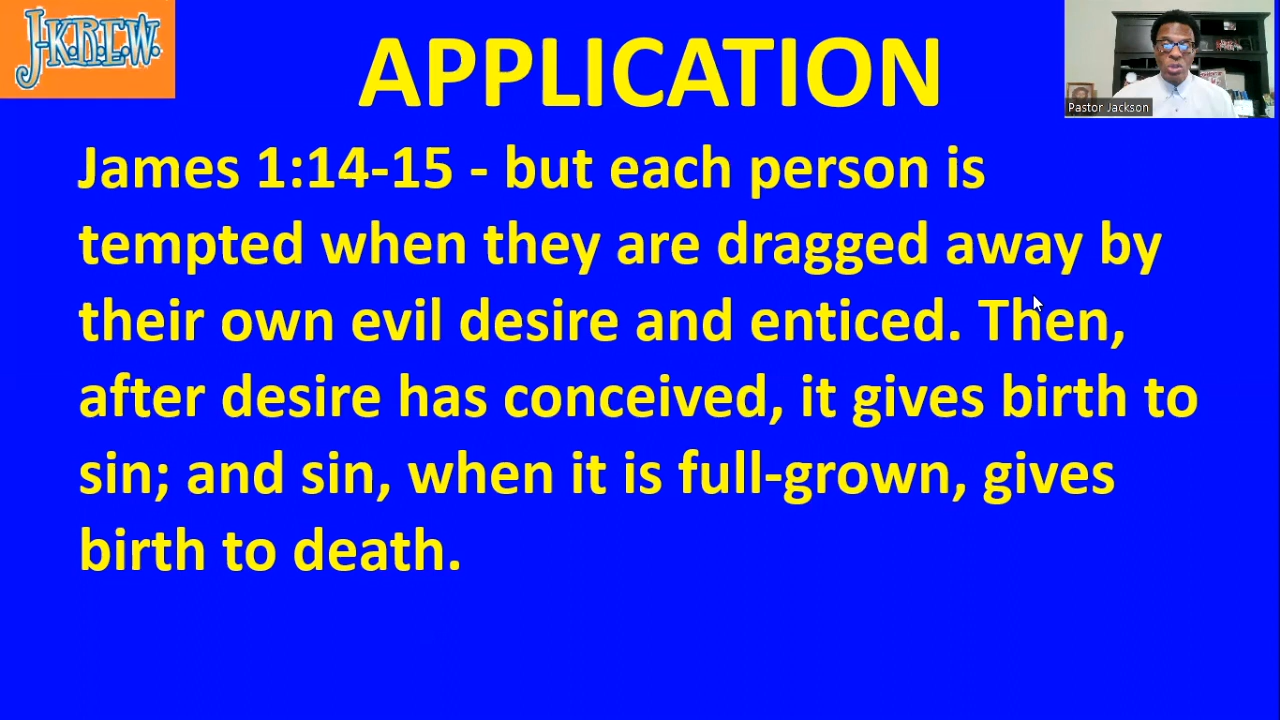 J-K.R.E.W.
APPLICATION
Pastor Jackson
James 1:14-15 - but each person is
tempted when they are dragged away by
their own evil desire and enticed. Then,
after desire has conceived, it gives birth to
sin; and sin, when it is full-grown, gives
birth to death.